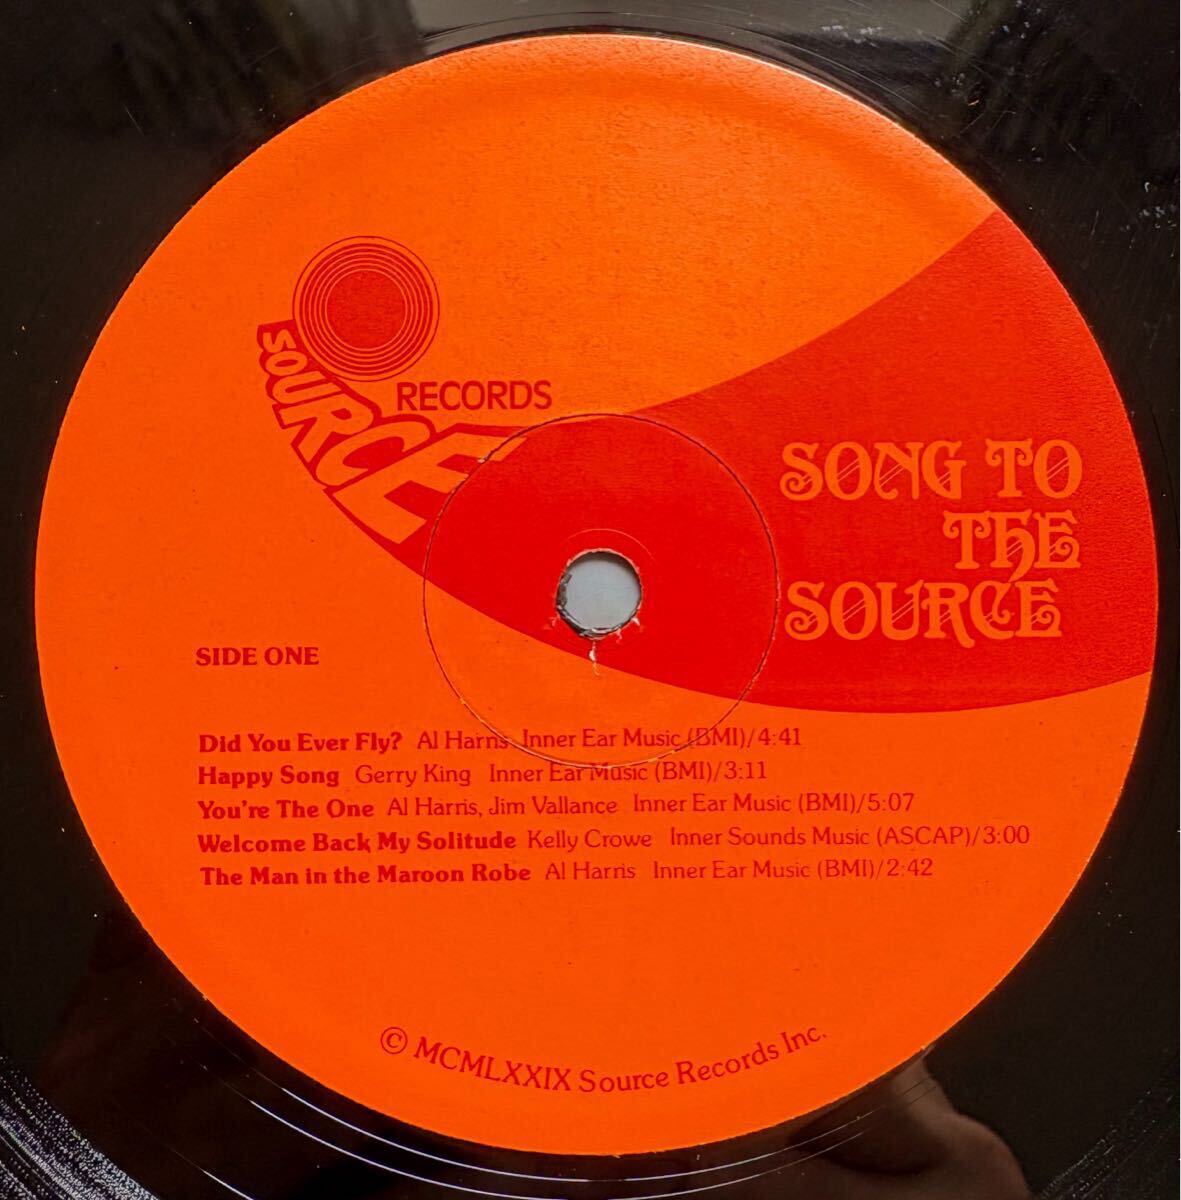 SOURCE
RECORDS
SONG TO
THE
SOURCE
SIDE ONE
Did You Ever Fly? Al Harris Inner Ear Music (BMI)/4:41
Happy Song Gerry King Inner Ear Music (BMI)/3:11
You're The One Al Harris, Jim Vallance Inner Ear Music (BMI)/5:07
Welcome Back My Solitude Kelly Crowe Inner Sounds Music (ASCAP)/3:00
The Man in the Maroon Robe Al Harris Inner Ear Music (BMI)/2:42
© MCMLXXIX Source Records Inc.